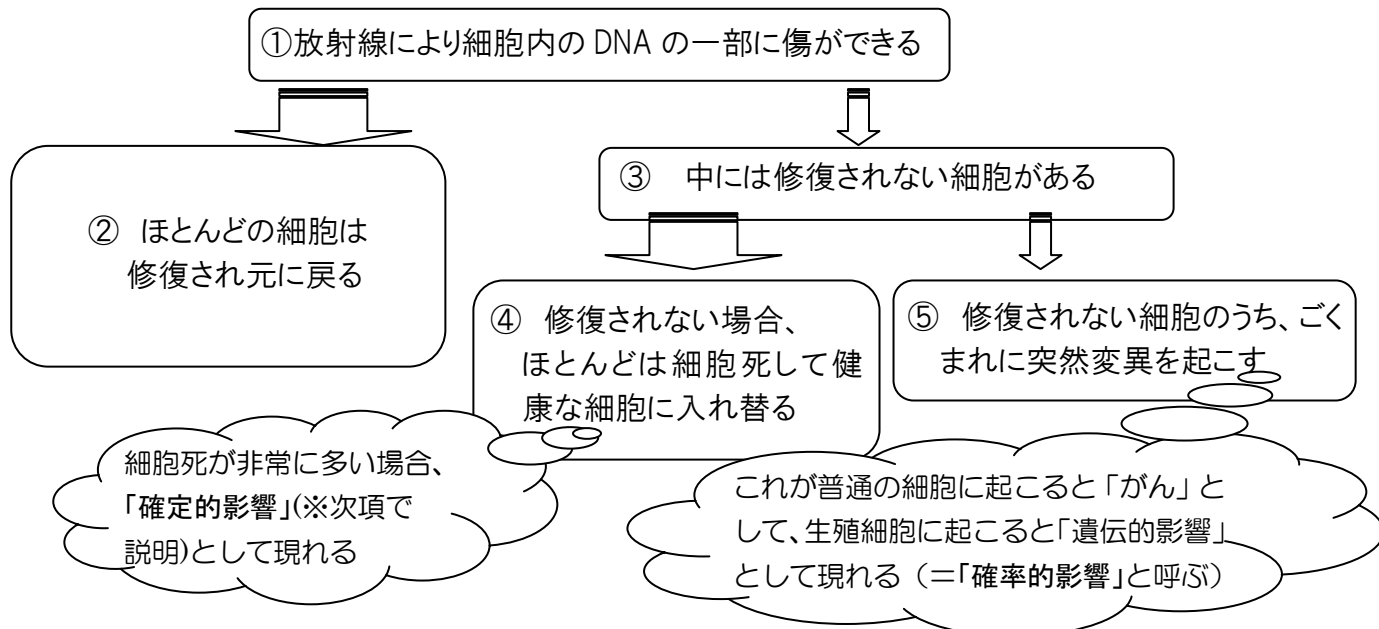 ①放射線により細胞内の DNA の一部に傷ができる
② ほとんどの細胞は
修復され元に戻る
③ 中には修復されない細胞がある
④ 修復されない場合、
ほとんどは細胞死して健
康な細胞に入れ替る
⑤ 修復されない細胞のうち、ごく
まれに突然変異を起こす
細胞死が非常に多い場合、
「確定的影響」(※次項で
説明)として現れる
これが普通の細胞に起こると「がん」と
して、生殖細胞に起こると「遺伝的影響」
として現れる（＝「確率的影響」と呼ぶ）